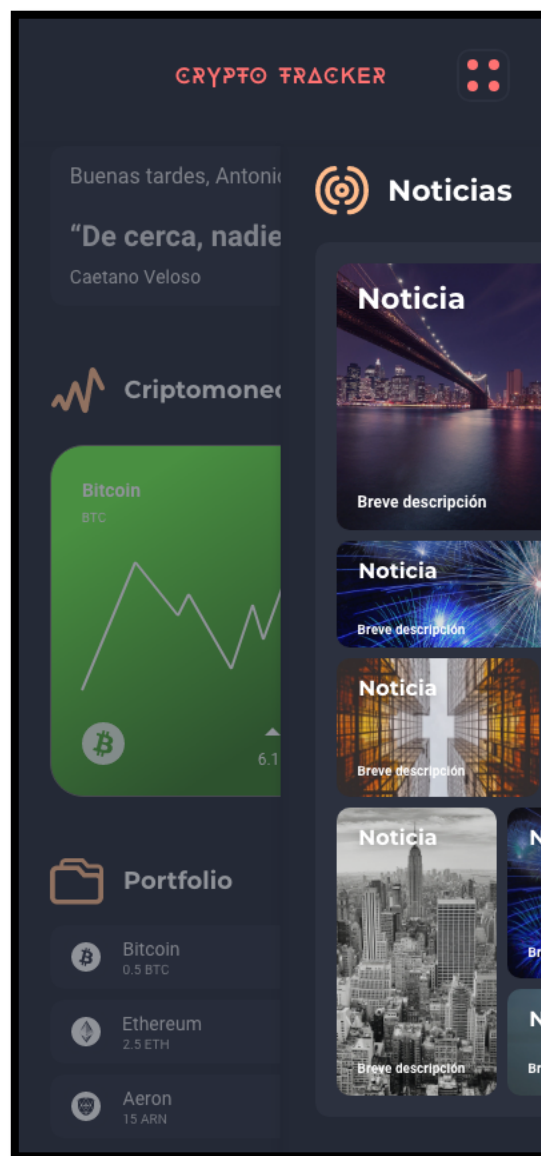 CRYPTO TRACKER
Buenas tardes, Antonio
“De cerca, nadie
Caetano Veloso
Criptomoned
Bitcoin
BTC
6.1
Portfolio
Bitcoin
0.5 BTC
Ethereum
2.5 ETH
Aeron
15 ARN
Noticias
Noticia
Breve descripción
Noticia
Breve descripción
Noticia
Breve descripción
Noticia
Breve descripción
N
Br
N
Br